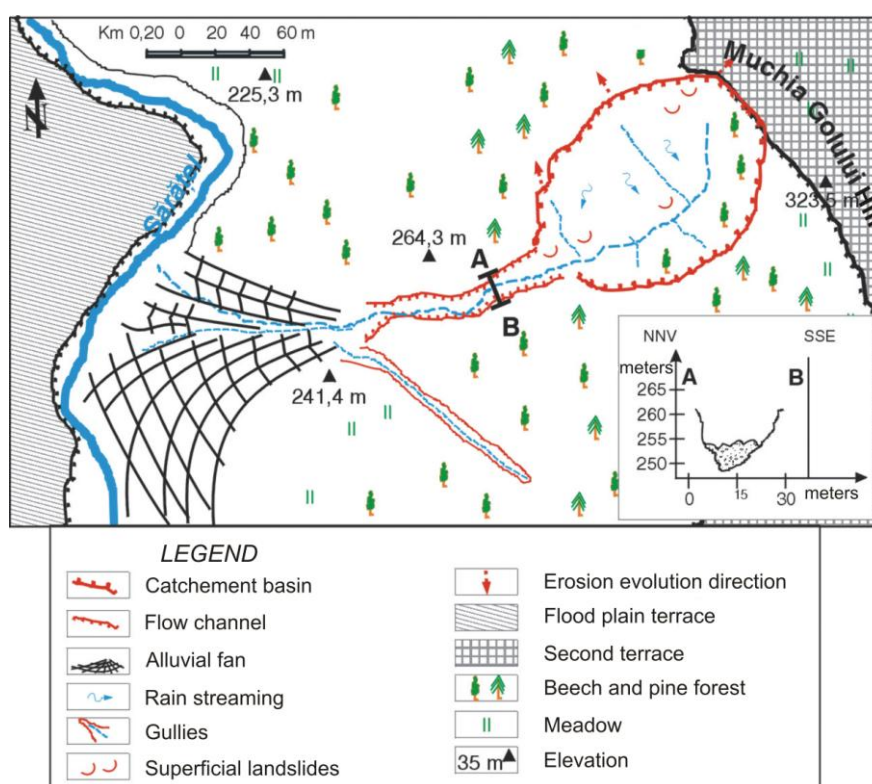 Km 0,20 0 20 40 60 m
225,3 m
N
Sărățel
Muchia Golului Hill
323,5 m
264,3 m
A
B
241,4 m
NNV SSE
meters A B
265
260
255
250
0 15 30 meters
LEGEND
Catchement basin
Flow channel
Alluvial fan
Rain streaming
Gullies
Superficial landslides
Erosion evolution direction
Flood plain terrace
Second terrace
Beech and pine forest
Meadow
35 m Elevation